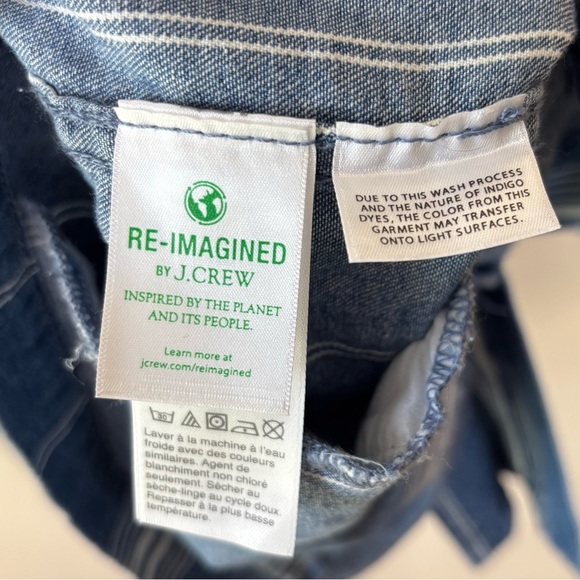 RE-IMAGINED
BY J.CREW
INSPIRED BY THE PLANET
AND ITS PEOPLE.
Learn more at
jcrew.com/reimagined
DUE TO THIS WASH PROCESS
AND THE NATURE OF INDIGO
DYES, THE COLOR FROM THIS
GARMENT MAY TRANSFER
ONTO LIGHT SURFACES.
30
Laver à la machine à l'eau
froide avec des couleurs
similaires. Agent de
blanchiment non chloré
seulement. Sécher au
sèche-linge au cycle doux.
Repasser à la plus basse
température.